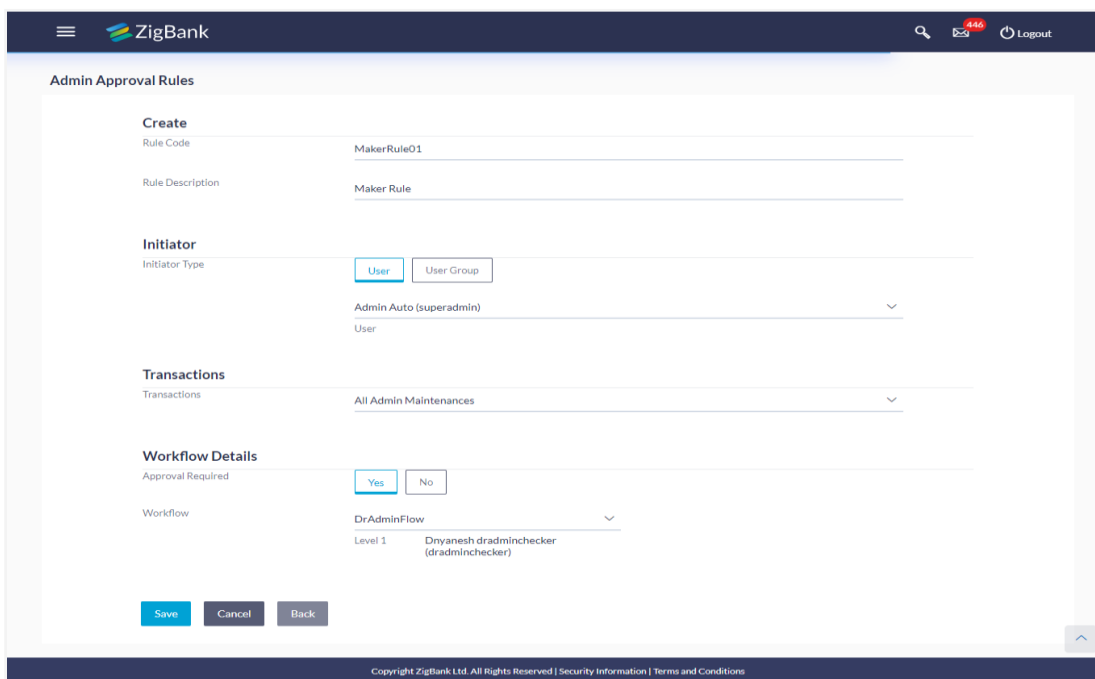 ZigBank
446
Logout
Admin Approval Rules
Create
Rule Code
MakerRule01
Rule Description
Maker Rule
Initiator
Initiator Type
User
User Group
Admin Auto (superadmin)
User
Transactions
Transactions
All Admin Maintenances
Workflow Details
Approval Required
Yes
No
Workflow
DrAdminFlow
Level 1
Dnyanesh dradminchecker
(dradminchecker)
Save
Cancel
Back
Copyright ZigBank Ltd. All Rights Reserved | Security Information | Terms and Conditions